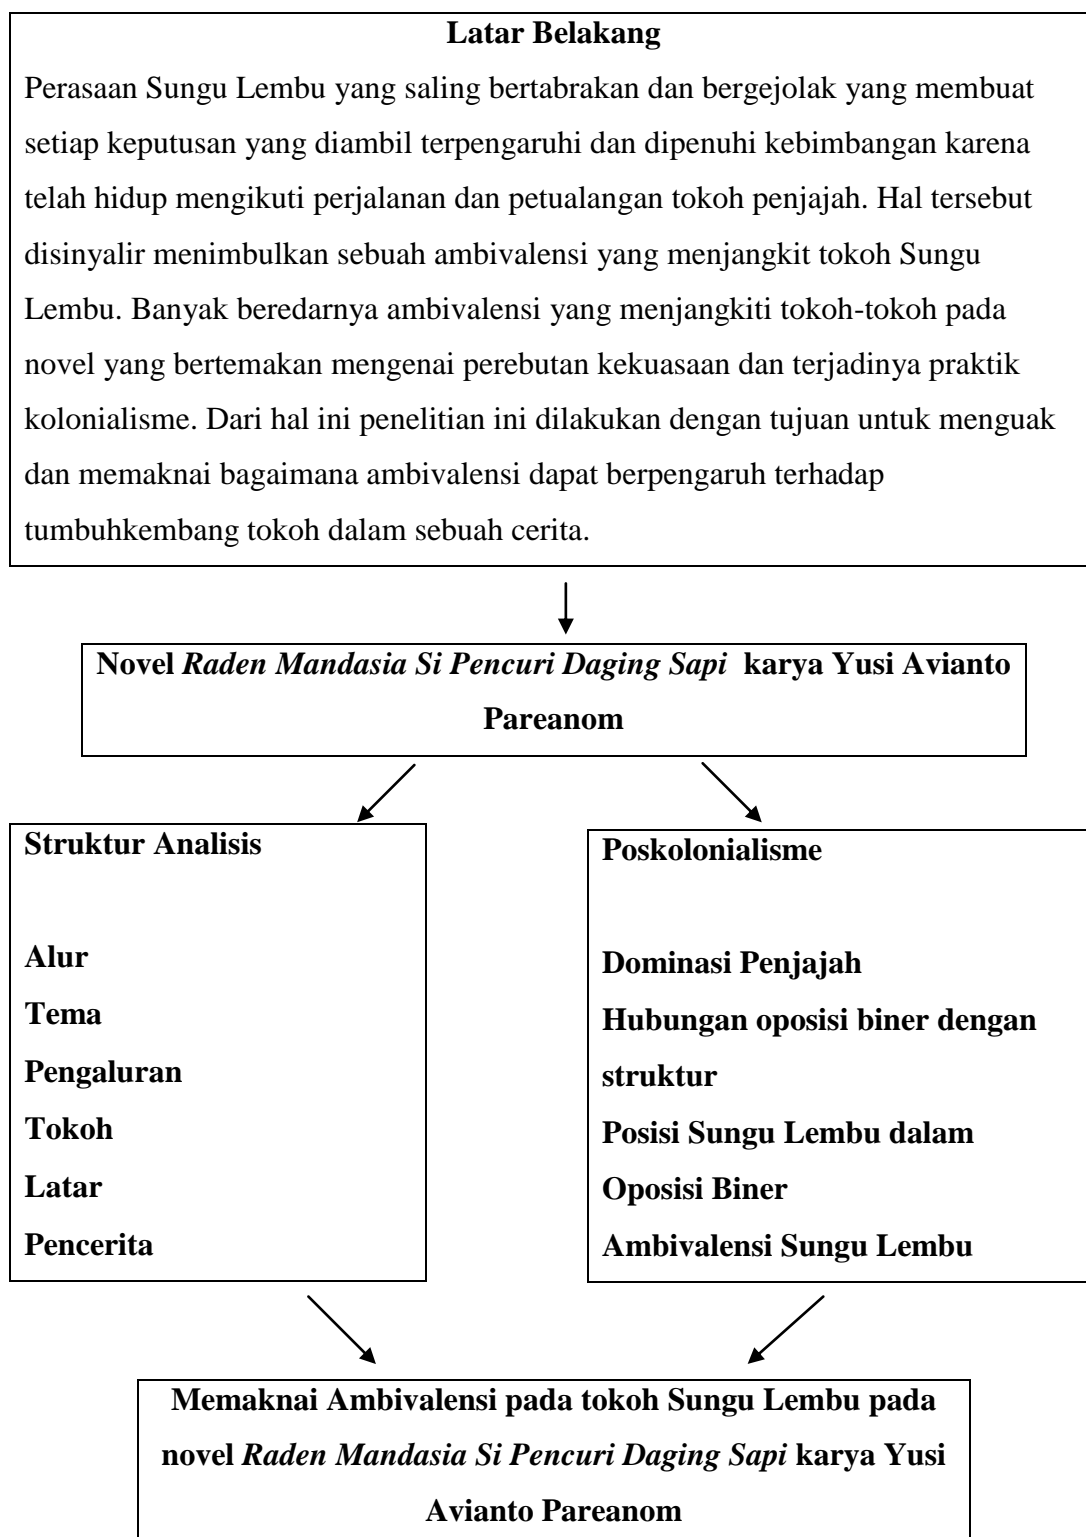 Latar Belakang
Perasaan Sungu Lembu yang saling bertabrakan dan bergejolak yang membuat
setiap keputusan yang diambil terpengaruhi dan dipenuhi kebimbangan karena
telah hidup mengikuti perjalanan dan petualangan tokoh penjajah. Hal tersebut
disinyalir menimbulkan sebuah ambivalensi yang menjangkit tokoh Sungu
Lembu. Banyak beredarnya ambivalensi yang menjangkiti tokoh-tokoh pada
novel yang bertemakan mengenai perebutan kekuasaan dan terjadinya praktik
kolonialisme. Dari hal ini penelitian ini dilakukan dengan tujuan untuk menguak
dan memaknai bagaimana ambivalensi dapat berpengaruh terhadap
tumbuhkembang tokoh dalam sebuah cerita.
Novel Raden Mandasia Si Pencuri Daging Sapi karya Yusi Avianto
Pareanom
Struktur Analisis
Alur
Tema
Pengaluran
Tokoh
Latar
Pencerita
Poskolonialisme
Dominasi Penjajah
Hubungan oposisi biner dengan
struktur
Posisi Sungu Lembu dalam
Oposisi Biner
Ambivalensi Sungu Lembu
Memaknai Ambivalensi pada tokoh Sungu Lembu pada
novel Raden Mandasia Si Pencuri Daging Sapi karya Yusi
Avianto Pareanom